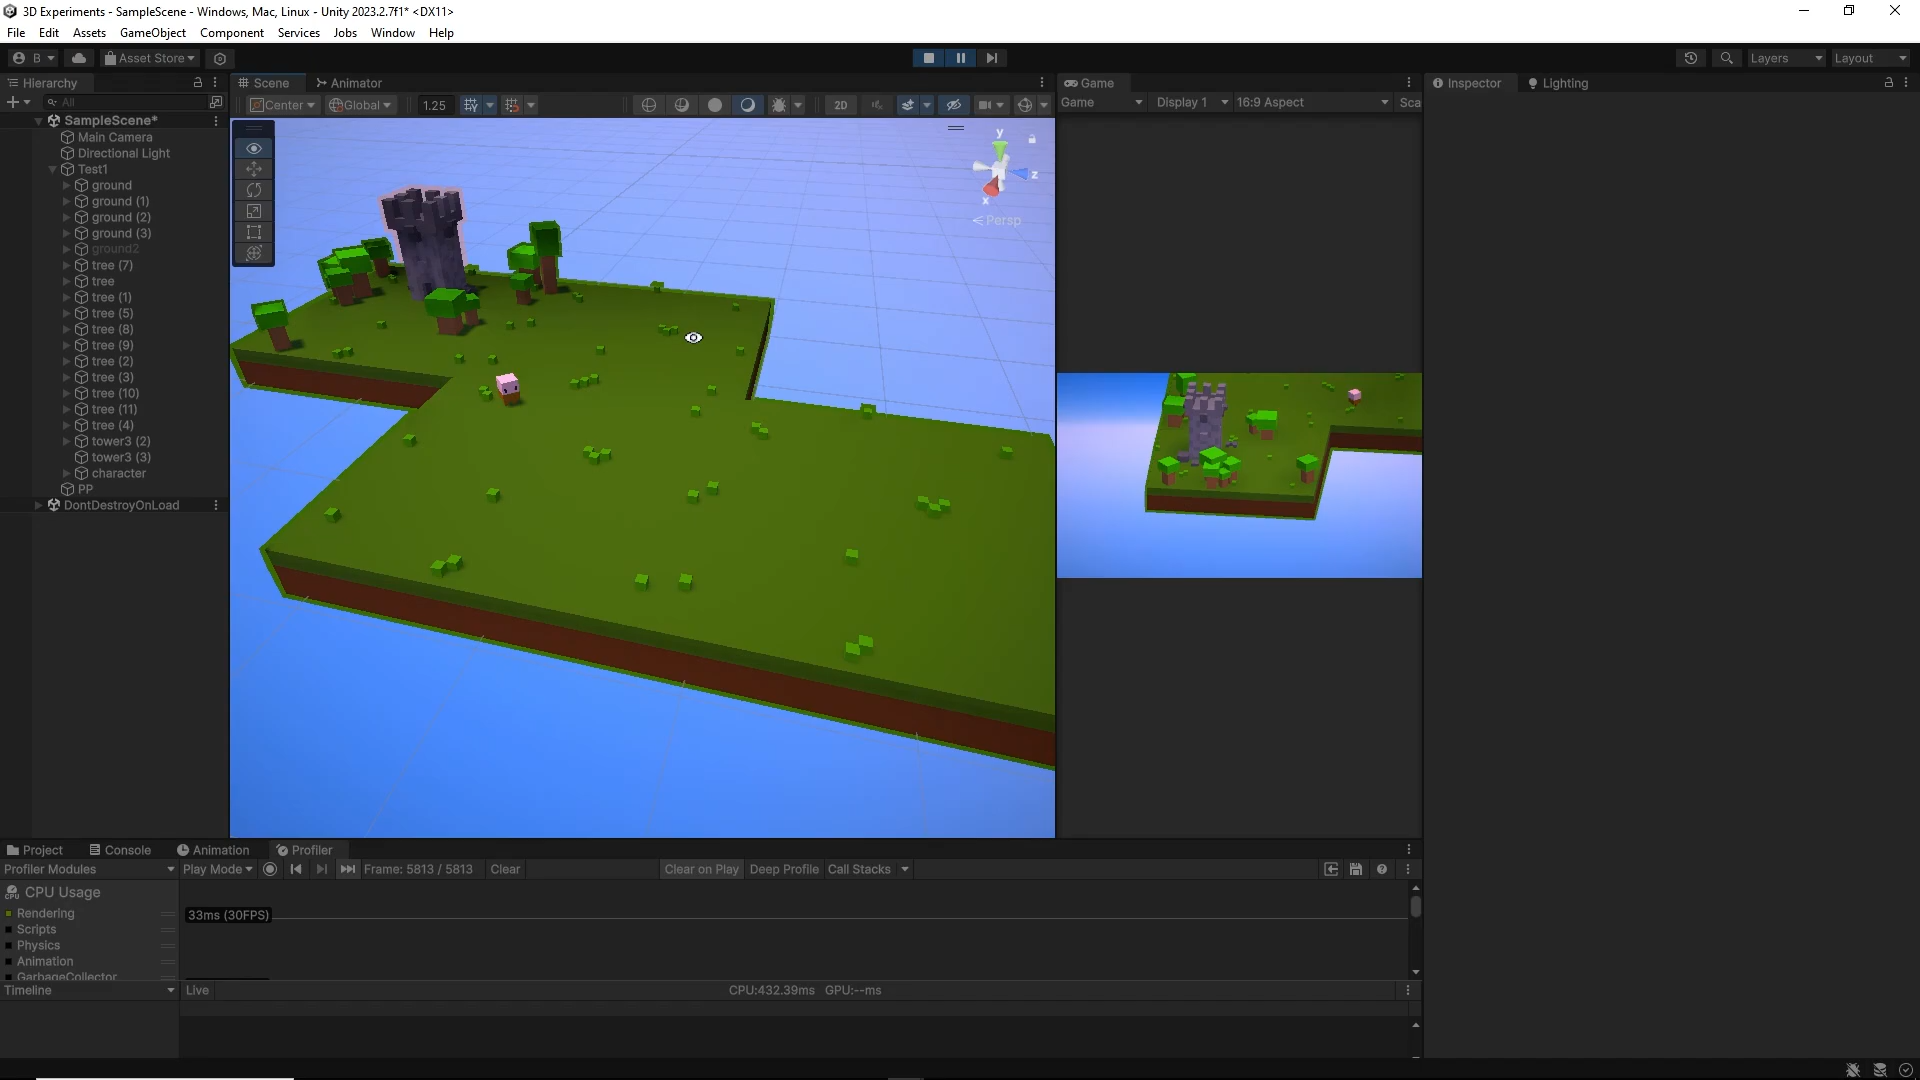 3D Experiments - SampleScene - Windows, Mac, Linux - Unity 2023.2.7f1* <DX11>
File Edit Assets GameObject Component Services Jobs Window Help
B Asset Store Layers Layout
Hierarchy
All
SampleScene*
Main Camera
Directional Light
Test1
ground
ground (1)
ground (2)
ground (3)
ground2
tree (7)
tree
tree (1)
tree (5)
tree (8)
tree (9)
tree (2)
tree (3)
tree (10)
tree (11)
tree (4)
tower3 (2)
tower3 (3)
character
PP
DontDestroyOnLoad
Scene Animator
Center Global 1.25 2D
y
z
x
Persp
Game
Game Display 1 16:9 Aspect Sca
Inspector Lighting
Project Console Animation Profiler
Profiler Modules Play Mode Frame: 5813 / 5813 Clear Clear on Play Deep Profile Call Stacks
CPU
CPU Usage
Rendering
Scripts
Physics
Animation
GarbageCollector
33ms (30FPS)
Timeline Live CPU:432.39ms GPU:--ms